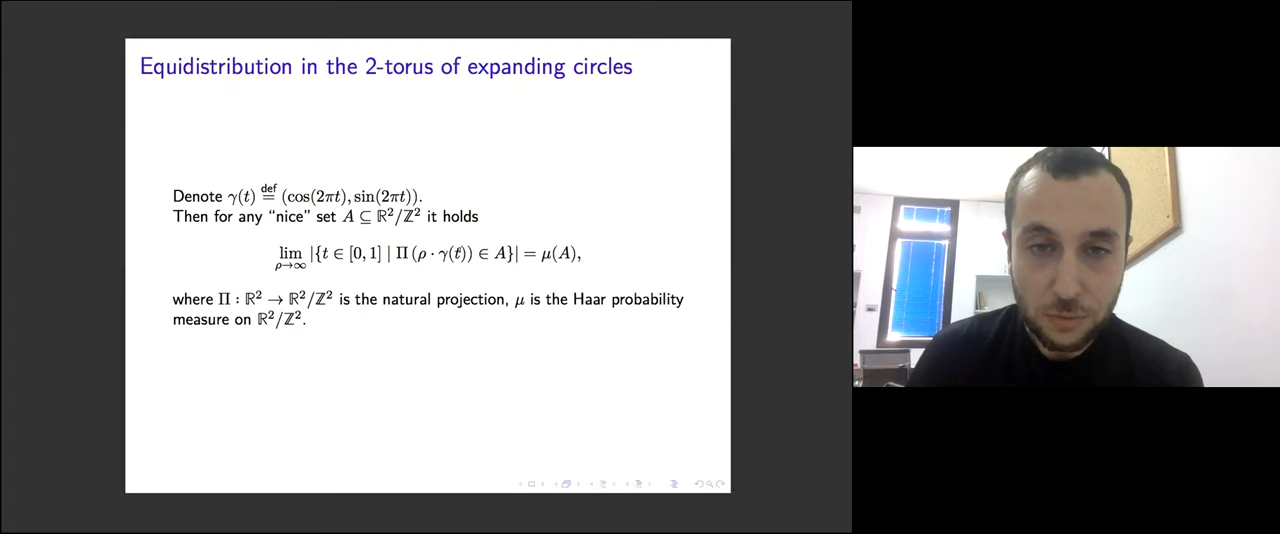 Equidistribution in the 2-torus of expanding circles
Denote γ(t) def= (cos(2πt), sin(2πt)).
Then for any “nice” set A ⊆ ℝ²/ℤ² it holds
lim ρ→∞ |{t ∈ [0, 1] | Π (ρ · γ(t)) ∈ A}| = μ(A),
where Π : ℝ² → ℝ²/ℤ² is the natural projection, μ is the Haar probability
measure on ℝ²/ℤ².